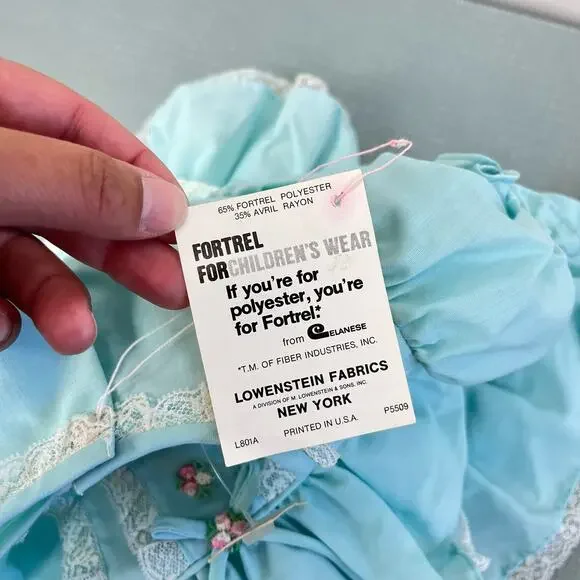 65% FORTREL POLYESTER
35% AVRIL RAYON
FORTREL
FOR CHILDREN'S WEAR
If you're for
polyester, you're
for Fortrel*
from CELANESE
*T.M. OF FIBER INDUSTRIES, INC.
LOWENSTEIN FABRICS
A DIVISION OF M. LOWENSTEIN & SONS, INC.
NEW YORK
L801A PRINTED IN U.S.A. P5509